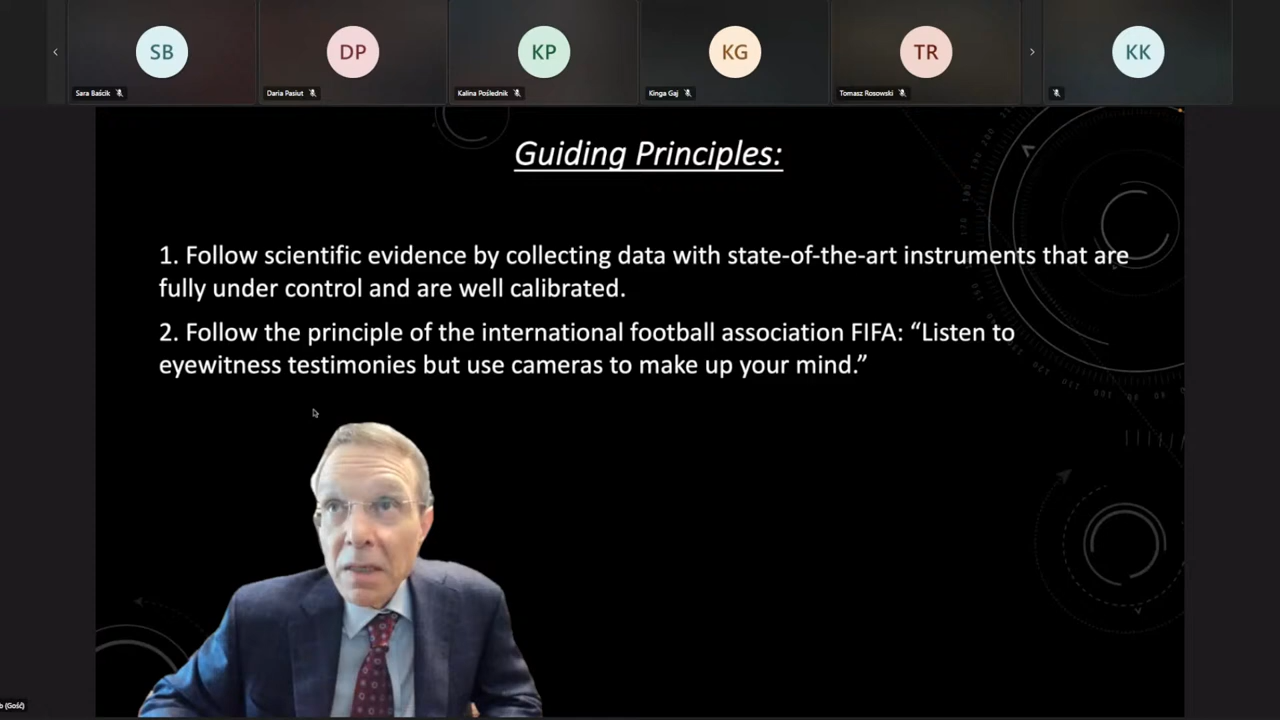 SB
DP
KP
KG
TR
KK
Sara Baścik
Daria Pasiut
Kalina Poślednik
Kinga Gaj
Tomasz Rosowski
Guiding Principles:
1. Follow scientific evidence by collecting data with state-of-the-art instruments that are
fully under control and are well calibrated.
2. Follow the principle of the international football association FIFA: “Listen to
eyewitness testimonies but use cameras to make up your mind.”
b (Gość)